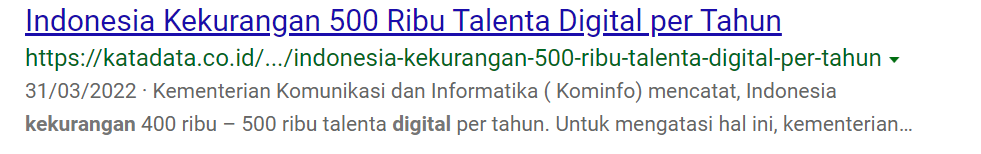 Indonesia Kekurangan 500 Ribu Talenta Digital per Tahun
https://katadata.co.id/.../indonesia-kekurangan-500-ribu-talenta-digital-per-tahun
31/03/2022 · Kementerian Komunikasi dan Informatika ( Kominfo) mencatat, Indonesia
kekurangan 400 ribu – 500 ribu talenta digital per tahun. Untuk mengatasi hal ini, kementerian…